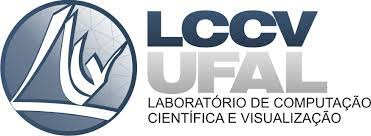 LCCV
UFAL
LABORATÓRIO DE COMPUTAÇÃO
CIENTÍFICA E VISUALIZAÇÃO